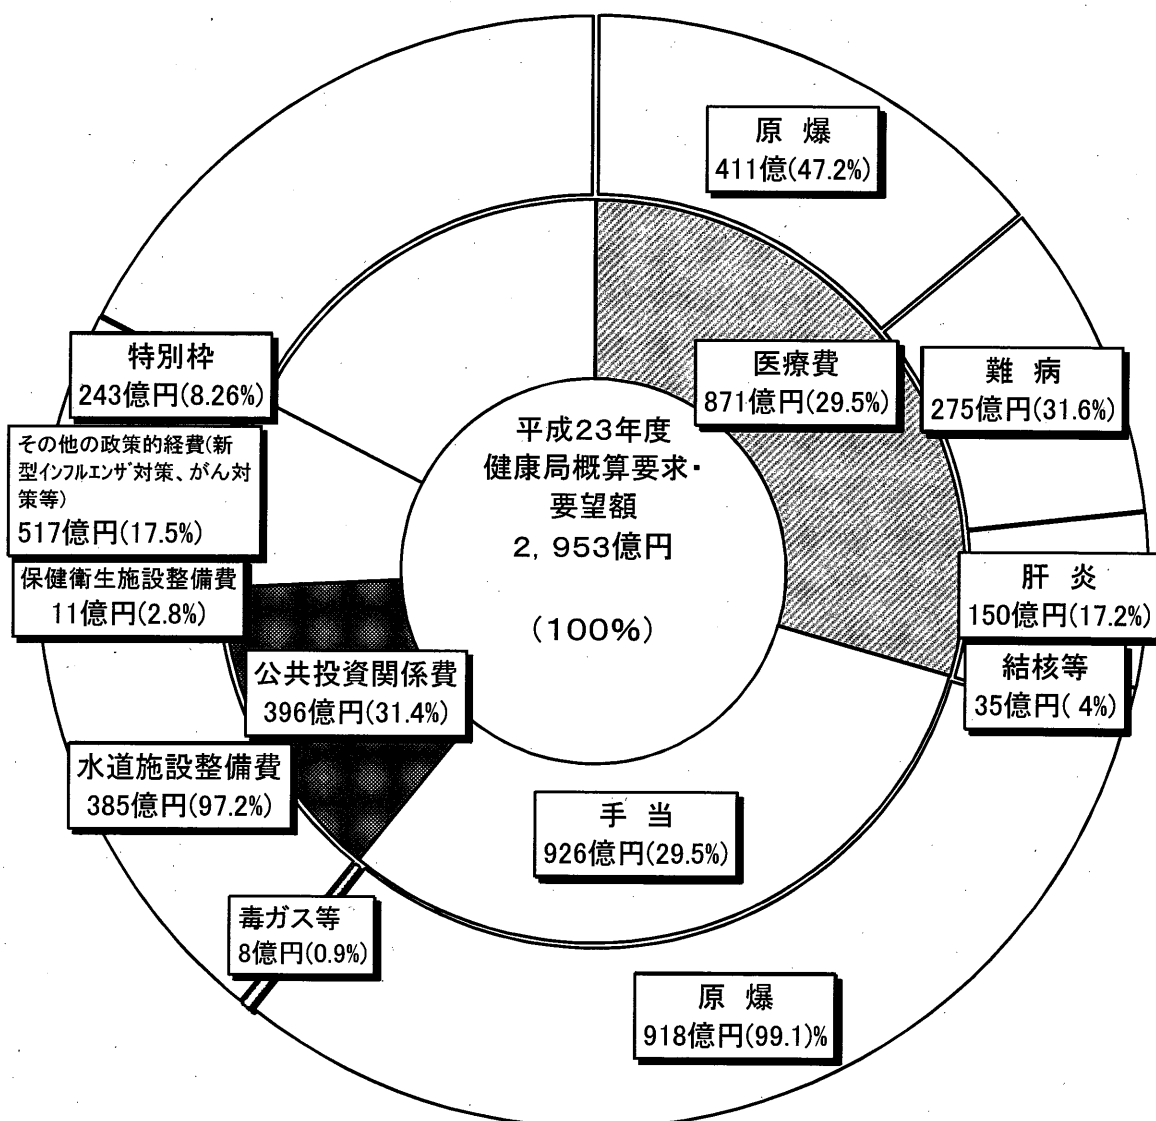 原 爆
411億(47.2%)
医療費
871億円(29.5%)
難 病
275億円(31.6%)
特別枠
243億円(8.26%)
平成23年度
健康局概算要求・
要望額
2, 953億円
(100%)
その他の政策的経費(新
型インフルエンザ対策、がん対
策等)
517億円(17.5%)
保健衛生施設整備費
11億円(2.8%)
肝 炎
150億円(17.2%)
結核等
35億円( 4%)
公共投資関係費
396億円(31.4%)
水道施設整備費
385億円(97.2%)
手 当
926億円(29.5%)
毒ガス等
8億円(0.9%)
原 爆
918億円(99.1)%